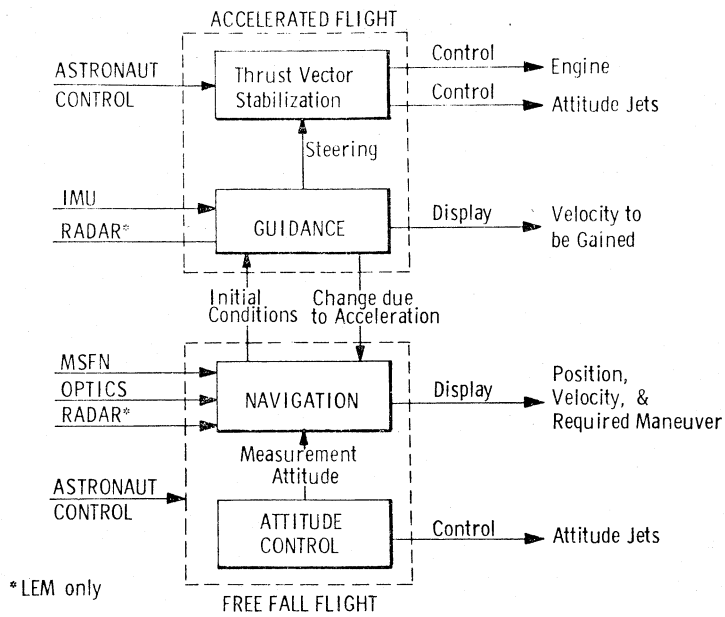 ACCELERATED FLIGHT
ASTRONAUT
CONTROL
Thrust Vector
Stabilization
Control
Engine
Control
Attitude Jets
Steering
IMU
RADAR*
GUIDANCE
Display
Velocity to
be Gained
Initial
Conditions
Change due
to Acceleration
MSFN
OPTICS
RADAR*
NAVIGATION
Display
Position,
Velocity, &
Required Maneuver
Measurement
Attitude
ASTRONAUT
CONTROL
ATTITUDE
CONTROL
Control
Attitude Jets
*LEM only
FREE FALL FLIGHT